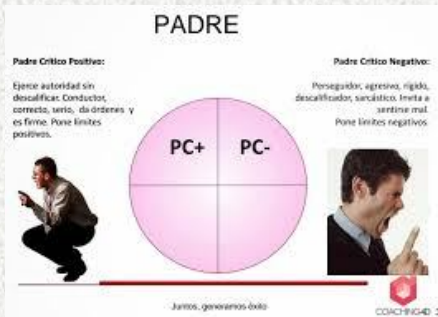 PADRE
Padre Crítico Positivo:
Ejerce autoridad sin
descalificar. Conductor,
correcto, serio, da órdenes y
es firme. Pone límites
positivos.
Padre Crítico Negativo:
Perseguidor, agresivo, rígido,
descalificador, sarcástico. Invita a
sentirse mal.
Pone límites negativos.
PC+
PC-
Juntos, generamos éxito
COACHING4D